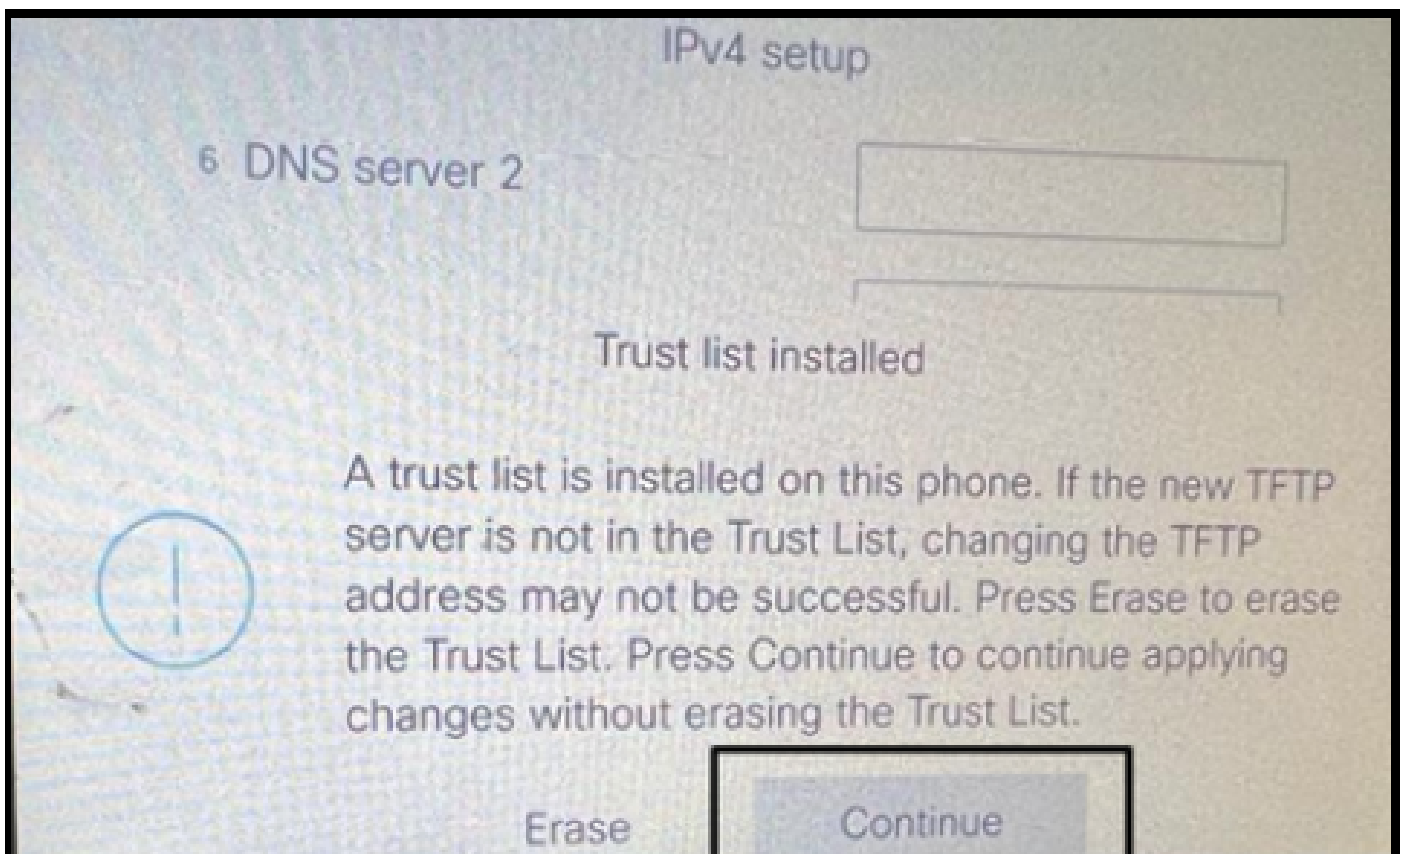 IPv4 setup
6 DNS server 2
Trust list installed
A trust list is installed on this phone. If the new TFTP
server is not in the Trust List, changing the TFTP
address may not be successful. Press Erase to erase
the Trust List. Press Continue to continue applying
changes without erasing the Trust List.
Erase Continue